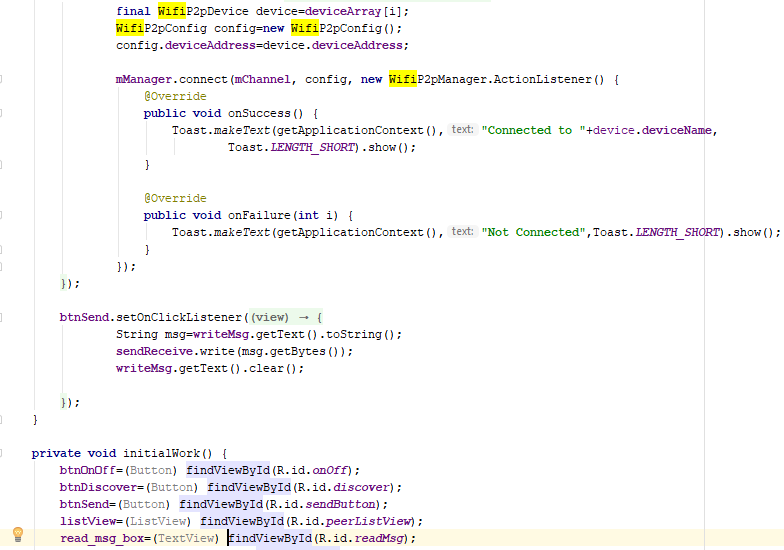 final WifiP2pDevice device=deviceArray[i];
WifiP2pConfig config=new WifiP2pConfig();
config.deviceAddress=device.deviceAddress;
mManager.connect(mChannel, config, new WifiP2pManager.ActionListener() {
@Override
public void onSuccess() {
Toast.makeText(getApplicationContext(), text: "Connected to "+device.deviceName,
Toast.LENGTH_SHORT).show();
}
@Override
public void onFailure(int i) {
Toast.makeText(getApplicationContext(), text: "Not Connected",Toast.LENGTH_SHORT).show();
}
});
});
btnSend.setOnClickListener((view) → {
String msg=writeMsg.getText().toString();
sendReceive.write(msg.getBytes());
writeMsg.getText().clear();
});
}
private void initialWork() {
btnOnOff=(Button) findViewById(R.id.onOff);
btnDiscover=(Button) findViewById(R.id.discover);
btnSend=(Button) findViewById(R.id.sendButton);
listView=(ListView) findViewById(R.id.peerListView);
read_msg_box=(TextView) findViewById(R.id.readMsg);